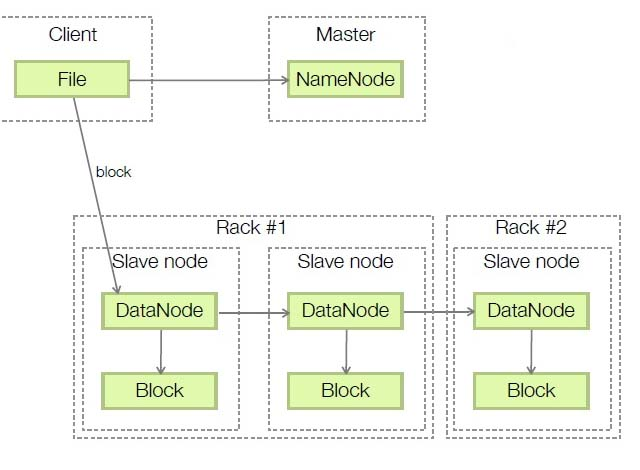 Client
Master
File
NameNode
block
Rack #1
Rack #2
Slave node
Slave node
Slave node
DataNode
DataNode
DataNode
Block
Block
Block